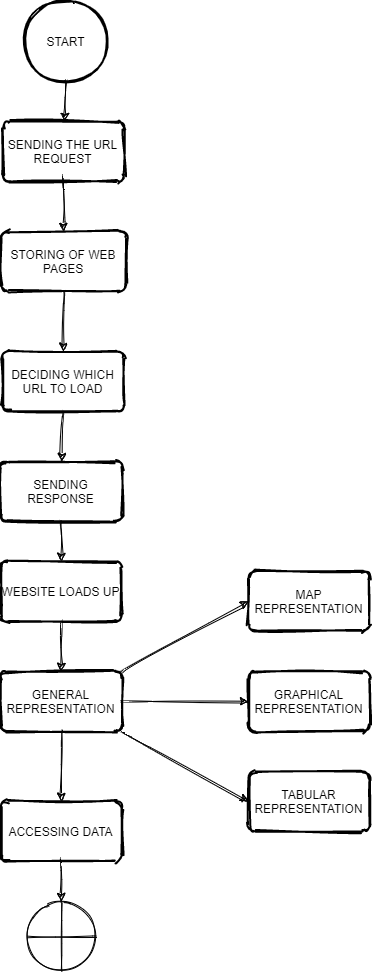 START
SENDING THE URL
REQUEST
STORING OF WEB
PAGES
DECIDING WHICH
URL TO LOAD
SENDING
RESPONSE
WEBSITE LOADS UP
MAP
REPRESENTATION
GENERAL
REPRESENTATION
GRAPHICAL
REPRESENTATION
TABULAR
REPRESENTATION
ACCESSING DATA